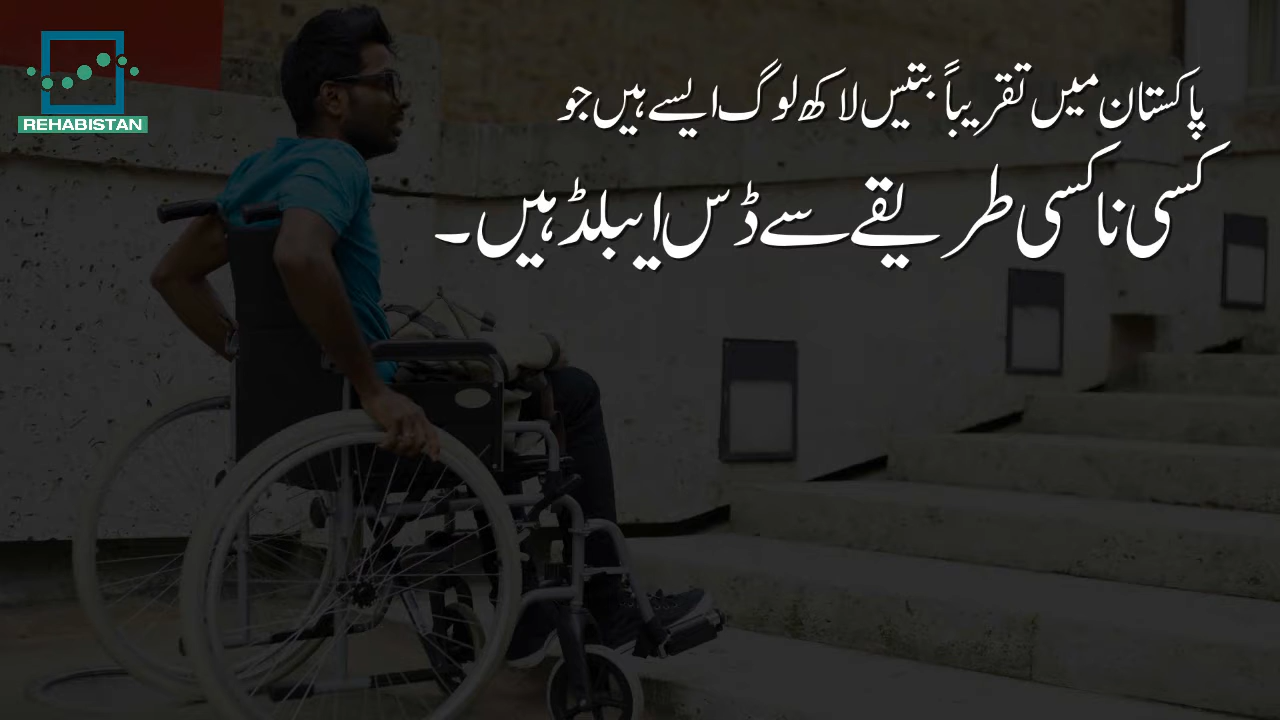 REHABISTAN
پاکستان میں تقریباً بتیس لاکھ لوگ ایسے ہیں جو
کسی نا کسی طریقے سے ڈس ایبلڈ ہیں۔